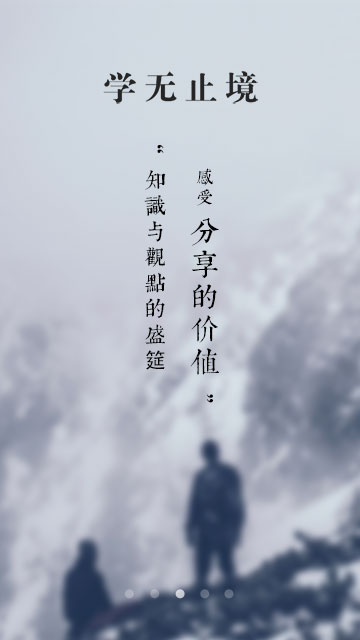 学无止境
“知識与觀點的盛筵
感受分享的价值”